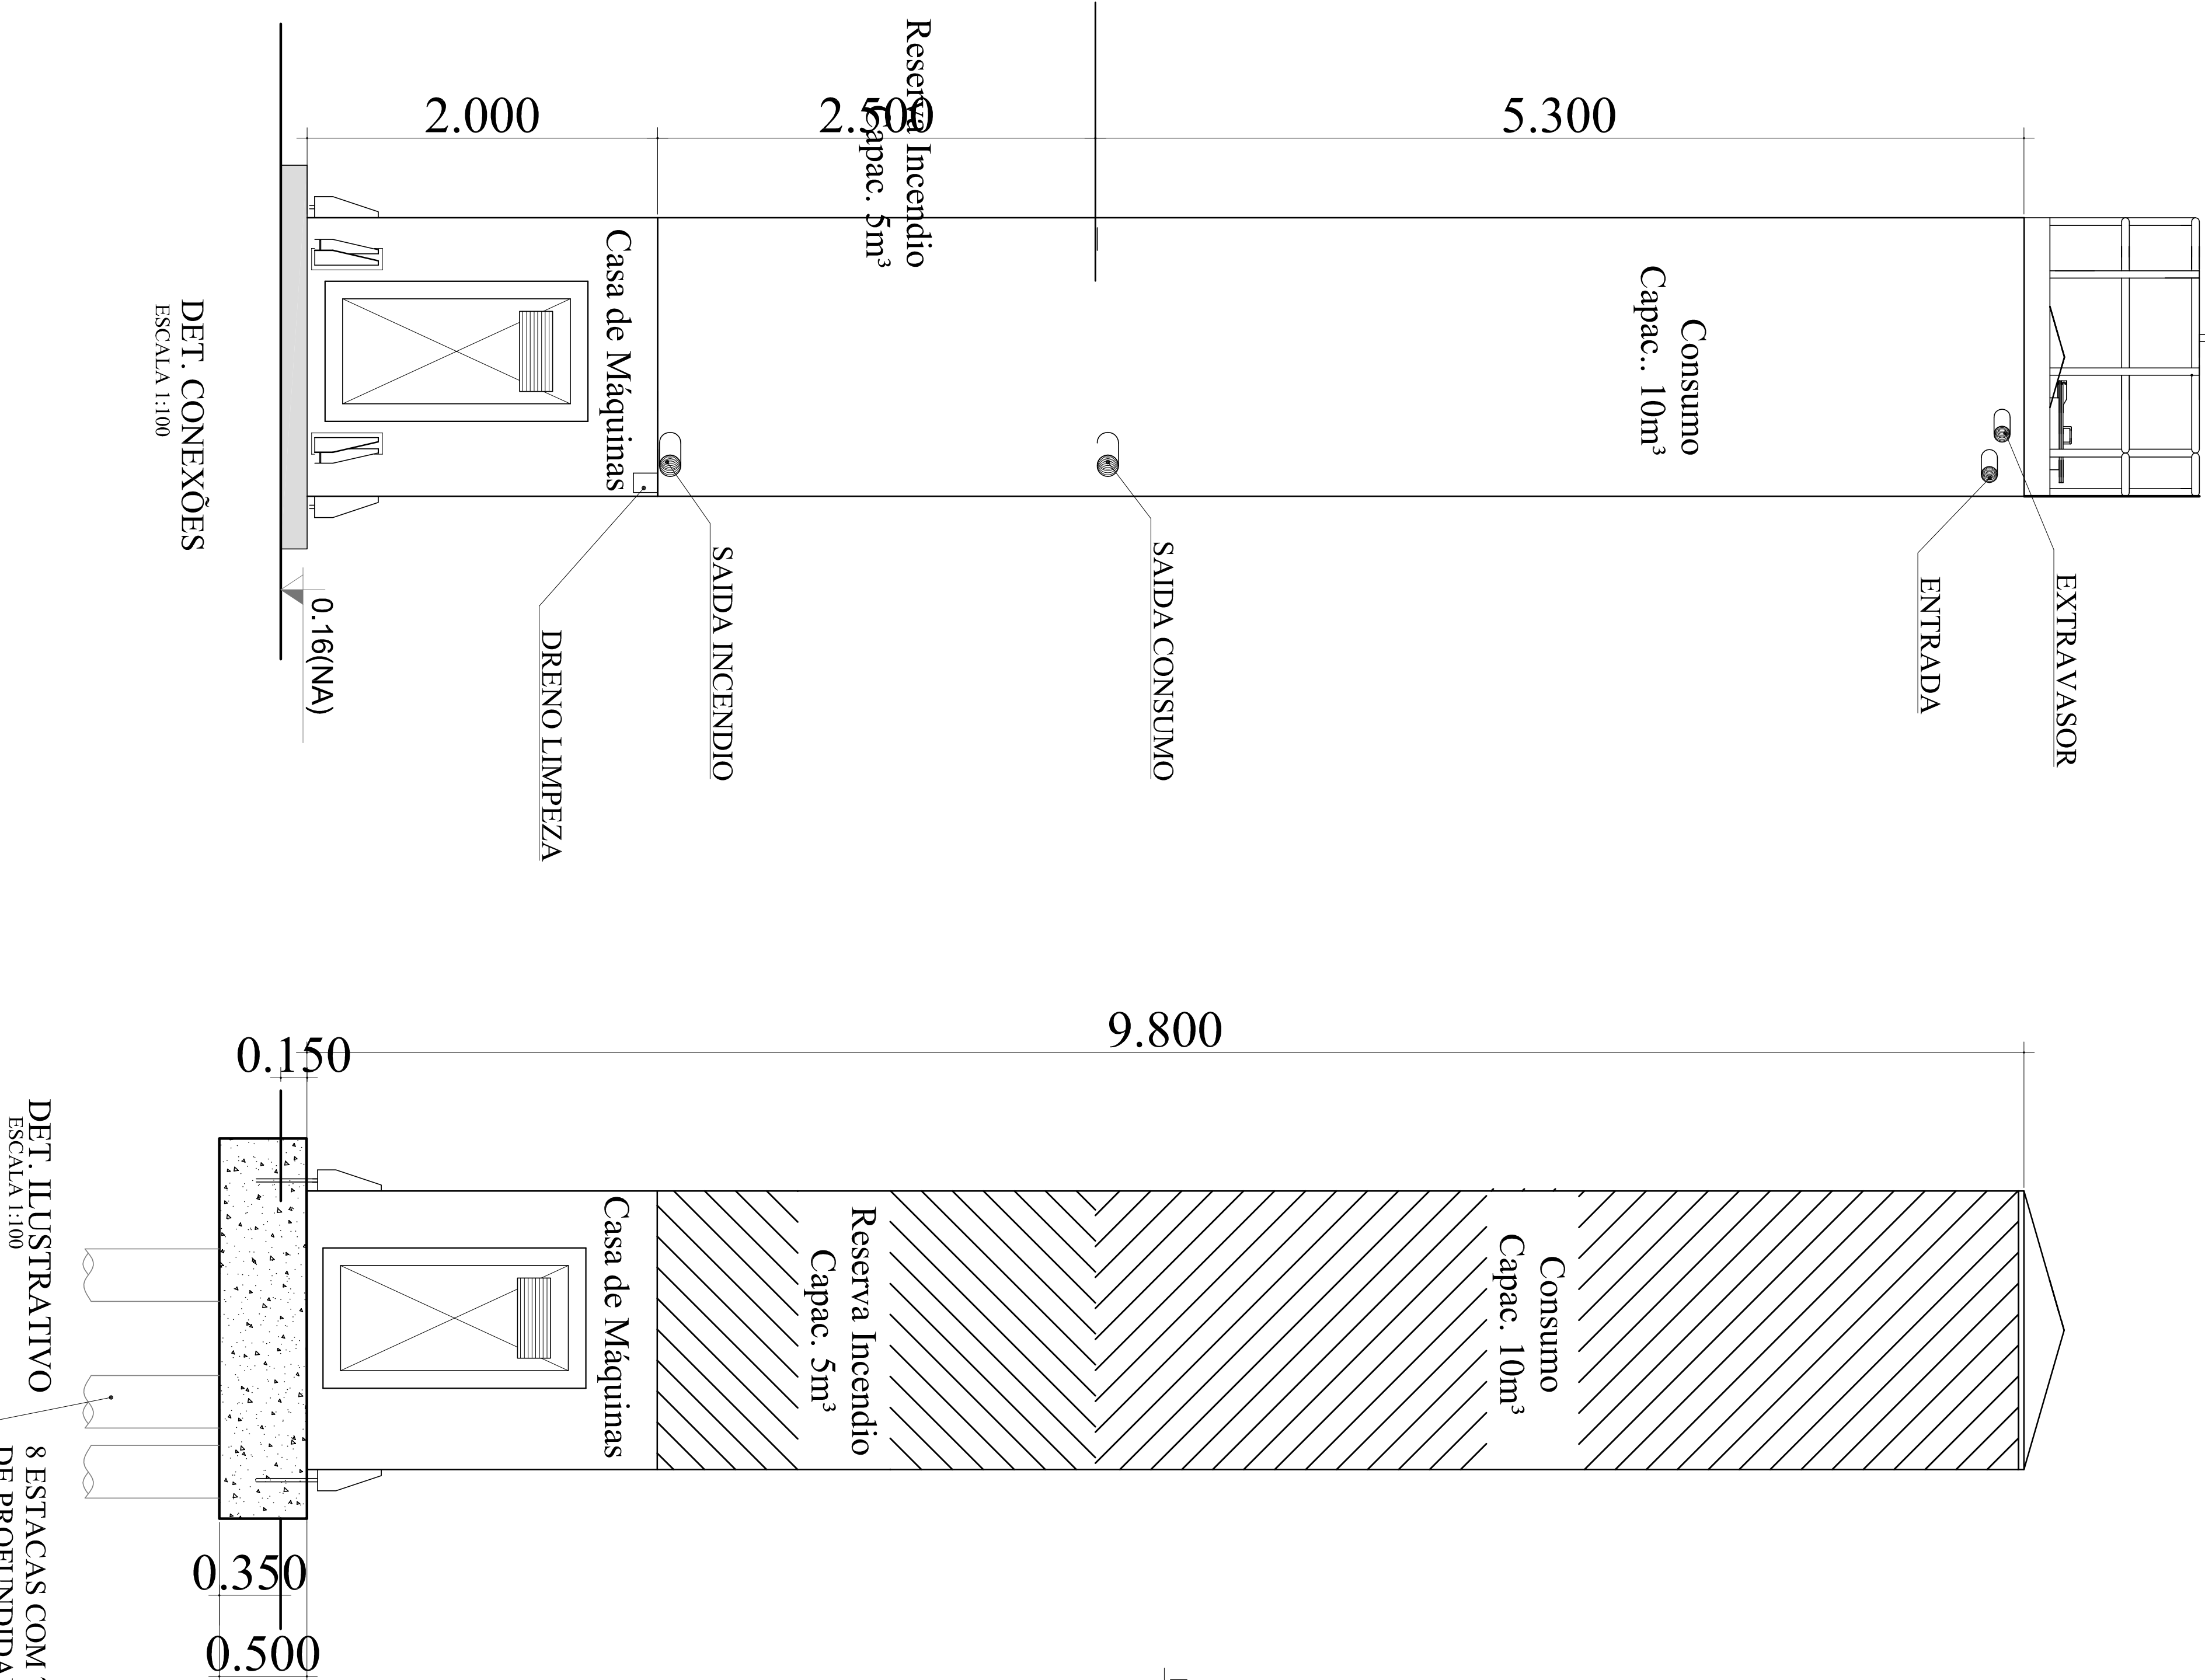 2.000
2.500
5.300
Reserva Incendio
Capac. 5m³
Casa de Máquinas
Consumo
Capac.. 10m³
EXTRAVASOR
ENTRADA
SAIDA CONSUMO
SAIDA INCENDIO
DRENO LIMPEZA
0.16(NA)
DET. CONEXÕES
ESCALA 1:100
9.800
0.150
Consumo
Capac. 10m³
Reserva Incendio
Capac. 5m³
Casa de Máquinas
0.350
0.500
DET. ILUSTRATIVO
ESCALA 1:100
8 ESTACAS COM
DE PROFUNDIDA